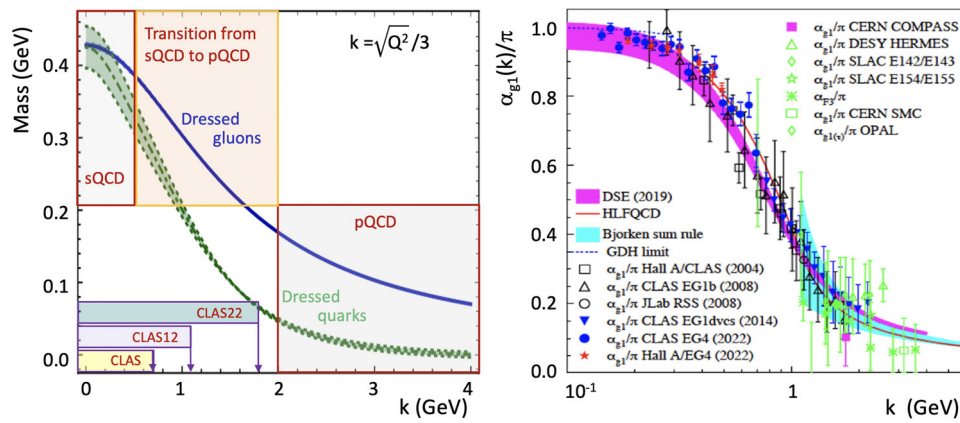 Mass (GeV)
0.4
0.3
0.2
0.1
0.0
0
1
2
3
4
k (GeV)
Transition from
sQCD to pQCD
k = √Q² /3
Dressed
gluons
sQCD
pQCD
Dressed
quarks
CLAS22
CLAS12
CLAS
α_g1(k)/π
1.0
0.8
0.6
0.4
0.2
0.0
10⁻¹
1
k (GeV)
α_g1/π CERN COMPASS
α_g1/π DESY HERMES
α_g1/π SLAC E142/E143
α_g1/π SLAC E154/E155
α_F3/π
α_g1/π CERN SMC
α_g1(τ)/π OPAL
DSE (2019)
HLFQCD
Bjorken sum rule
GDH limit
α_g1/π Hall A/CLAS (2004)
α_g1/π CLAS EG1b (2008)
α_g1/π JLab RSS (2008)
α_g1/π CLAS EG1dvcs (2014)
α_g1/π CLAS EG4 (2022)
α_g1/π Hall A/EG4 (2022)